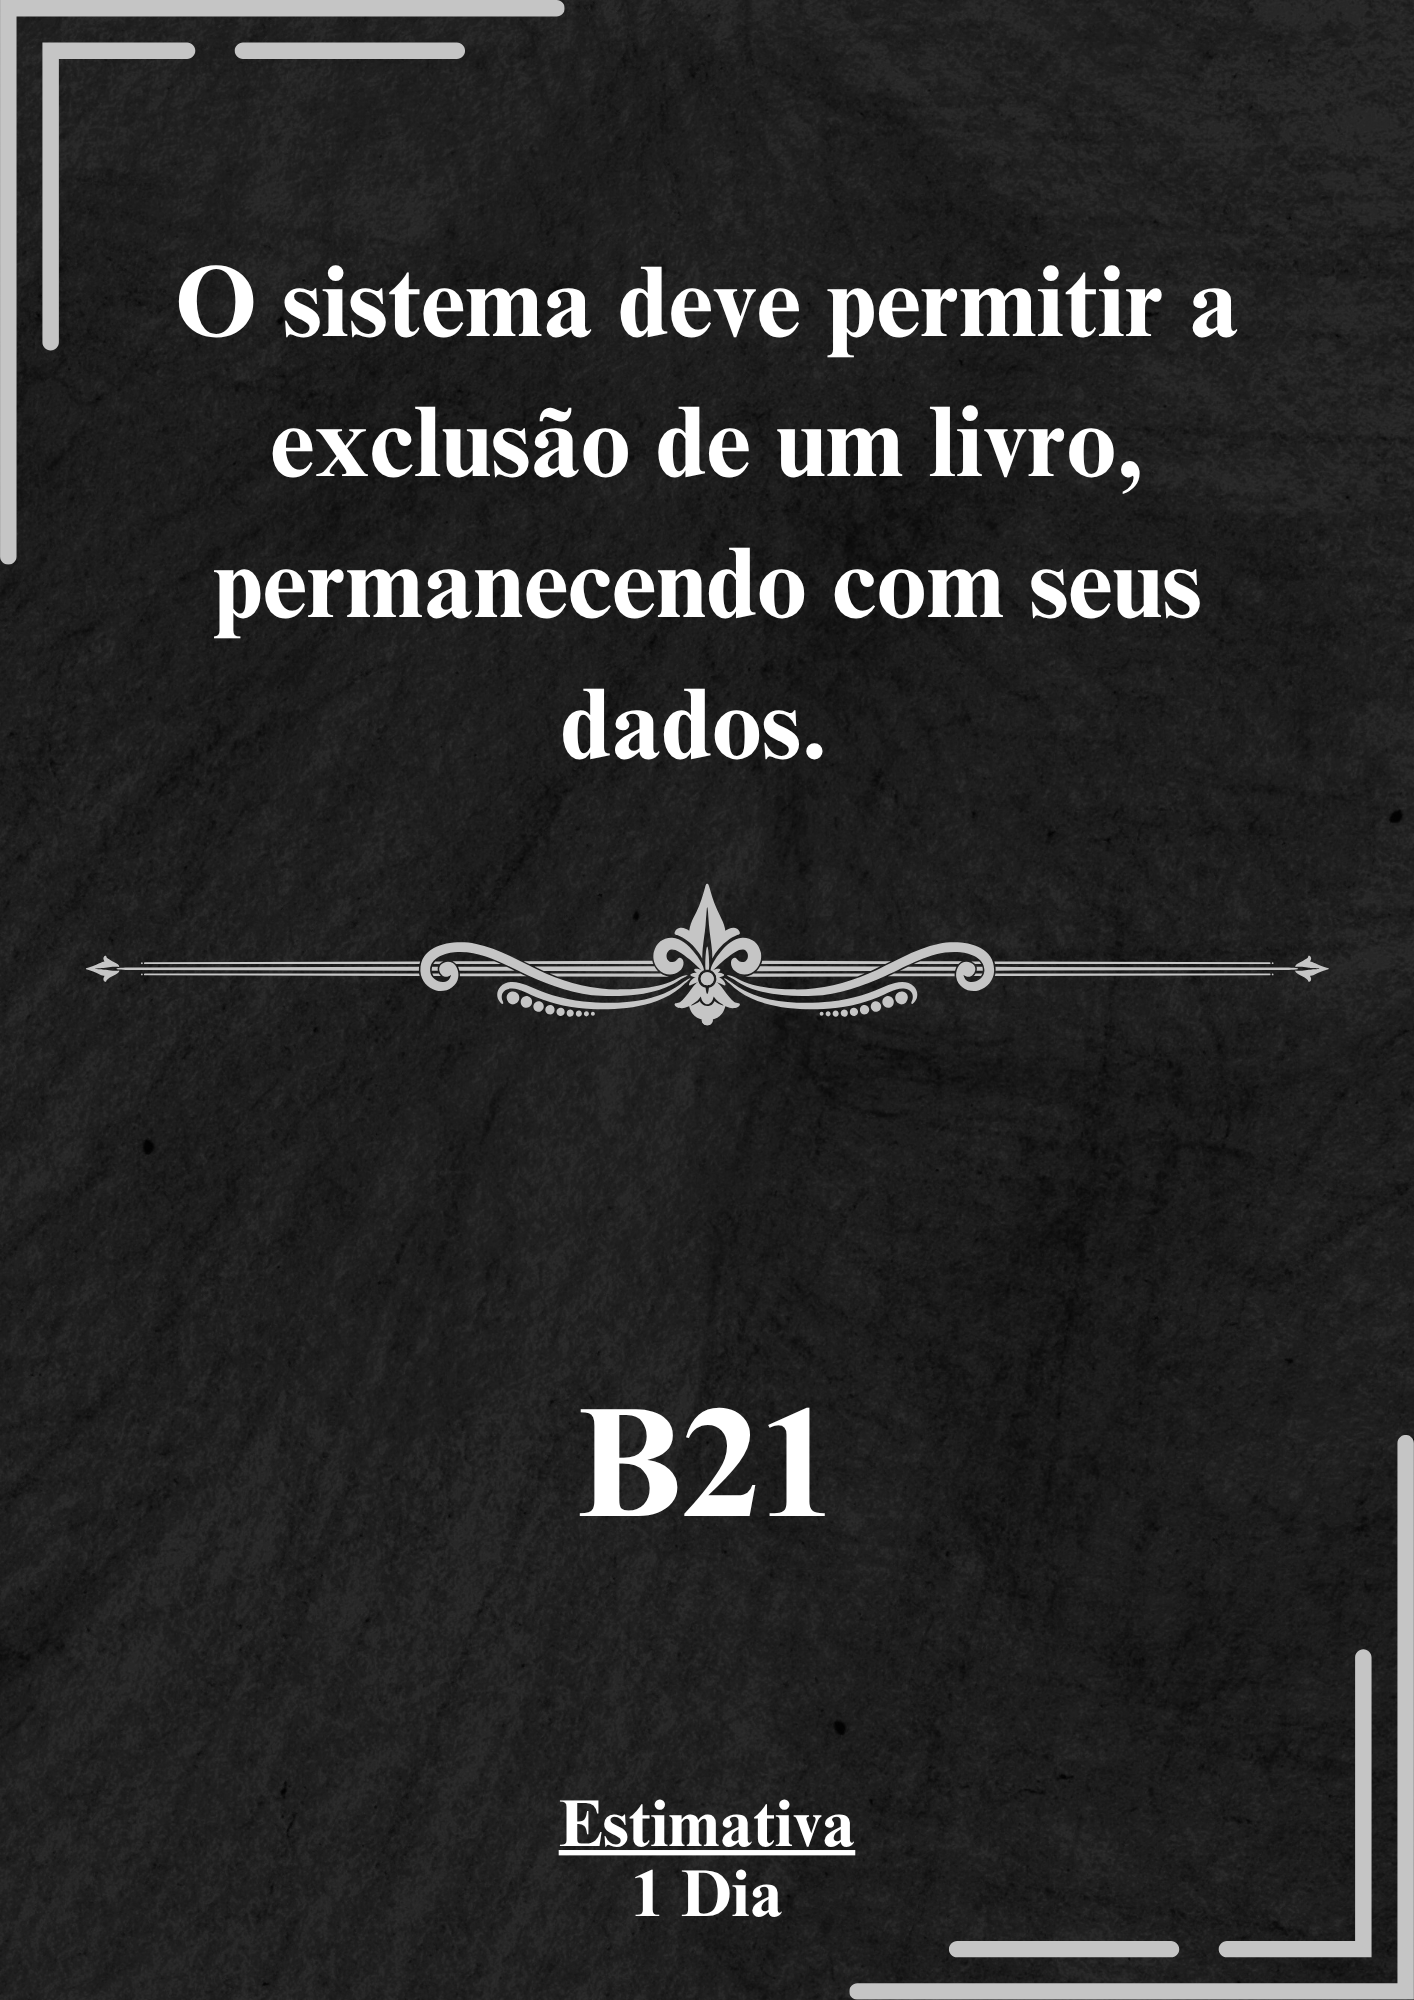 O sistema deve permitir a
exclusão de um livro,
permanecendo com seus
dados.
B21
Estimativa
1 Dia